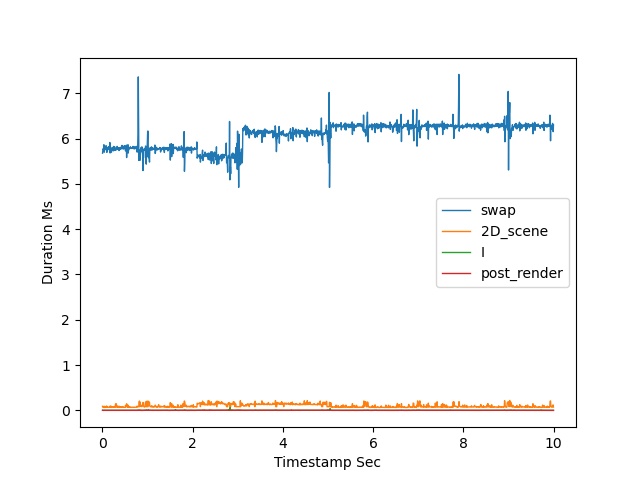 7
6
5
4
3
2
1
0
Duration Ms
swap
2D_scene
I
post_render
0 2 4 6 8 10
Timestamp Sec